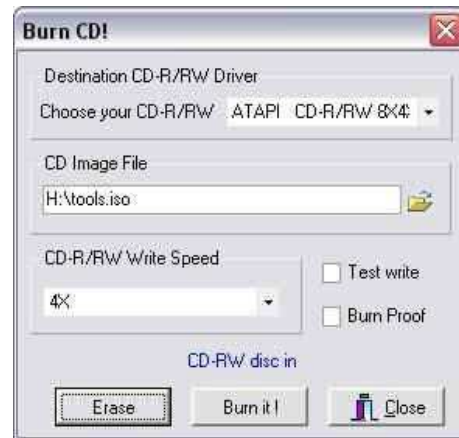 Burn CD!
Destination CD-R/RW Driver
Choose your CD-R/RW ATAPI CD-R/RW 8X4
CD Image File
H:\tools.iso
CD-R/RW Write Speed
4X
Test write
Burn Proof
CD-RW disc in
Erase Burn it ! Close